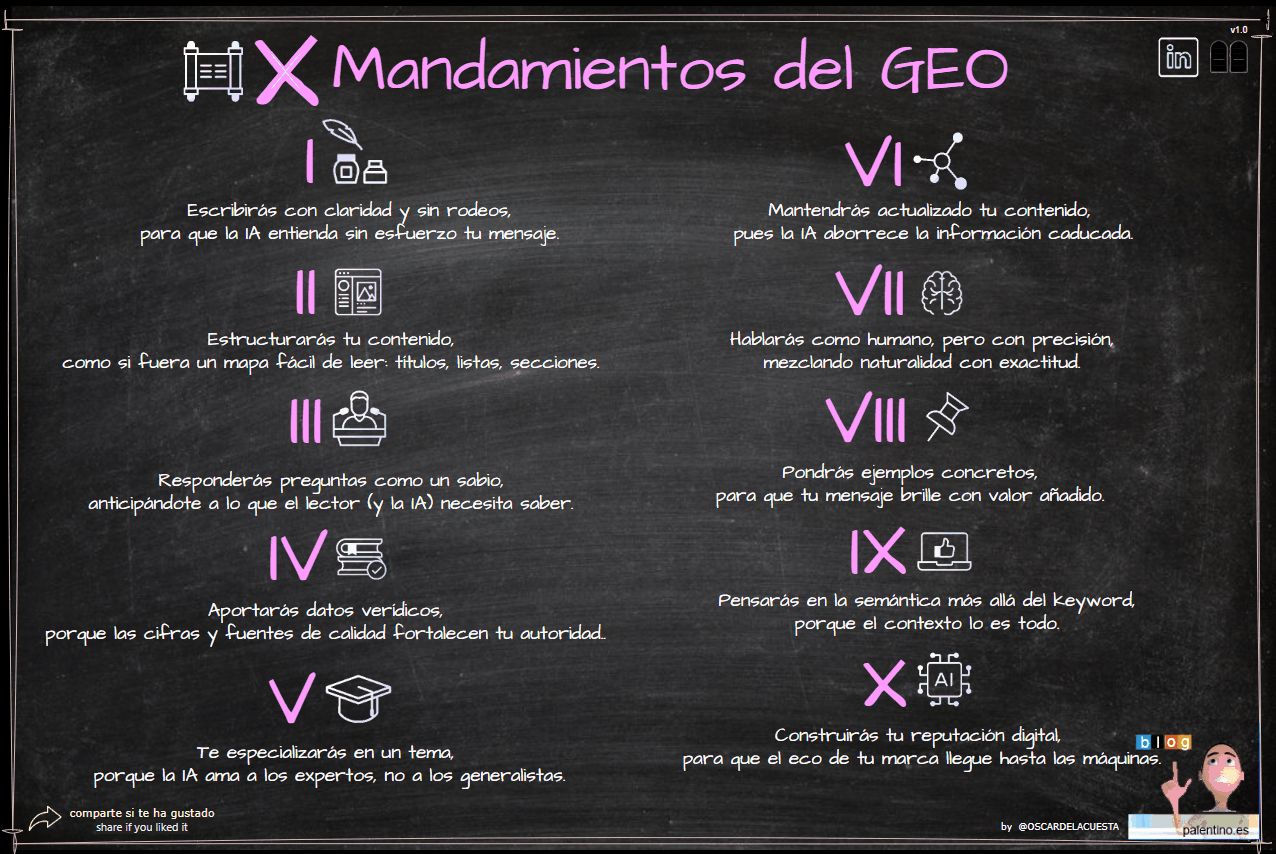 v1.0
X Mandamientos del GEO
in
I
Escribirás con claridad y sin rodeos,
para que la IA entienda sin esfuerzo tu mensaje.
II
Estructurarás tu contenido,
como si fuera un mapa fácil de leer: títulos, listas, secciones.
III
Responderás preguntas como un sabio,
anticipándote a lo que el lector (y la IA) necesita saber.
IV
Aportarás datos verídicos,
porque las cifras y fuentes de calidad fortalecen tu autoridad..
V
Te especializarás en un tema,
porque la IA ama a los expertos, no a los generalistas.
VI
Mantendrás actualizado tu contenido,
pues la IA aborrece la información caducada.
VII
Hablarás como humano, pero con precisión,
mezclando naturalidad con exactitud.
VIII
Pondrás ejemplos concretos,
para que tu mensaje brille con valor añadido.
IX
Pensarás en la semántica más allá del keyword,
porque el contexto lo es todo.
X
AI
Construirás tu reputación digital,
para que el eco de tu marca llegue hasta las máquinas.
blog
comparte si te ha gustado
share if you liked it
by @OSCARDELACUESTA
palentino.es